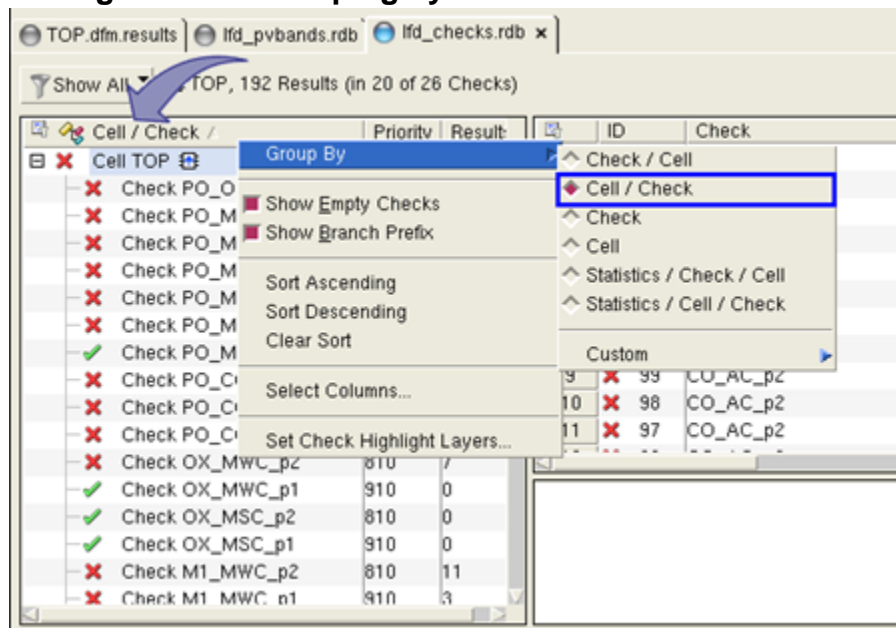 TOP.dfm.results lfd_pvbands.rdb lfd_checks.rdb
Show All TOP, 192 Results (in 20 of 26 Checks)
Cell / Check Priority Result
Cell TOP
Check PO_O
Check PO_M
Check PO_M
Check PO_M
Check PO_M
Check PO_M
Check PO_M
Check PO_C
Check PO_C
Check PO_C
Check OX_MWC_p2 810 7
Check OX_MWC_p1 910 0
Check OX_MSC_p2 810 0
Check OX_MSC_p1 910 0
Check M1_MWC_p2 810 11
Check M1_MWC_p1 910 3
Group By
Show Empty Checks
Show Branch Prefix
Sort Ascending
Sort Descending
Clear Sort
Select Columns...
Set Check Highlight Layers...
ID Check
Check / Cell
Cell / Check
Check
Cell
Statistics / Check / Cell
Statistics / Cell / Check
Custom
9 99 CO_AC_p2
10 98 CO_AC_p2
11 97 CO_AC_p2